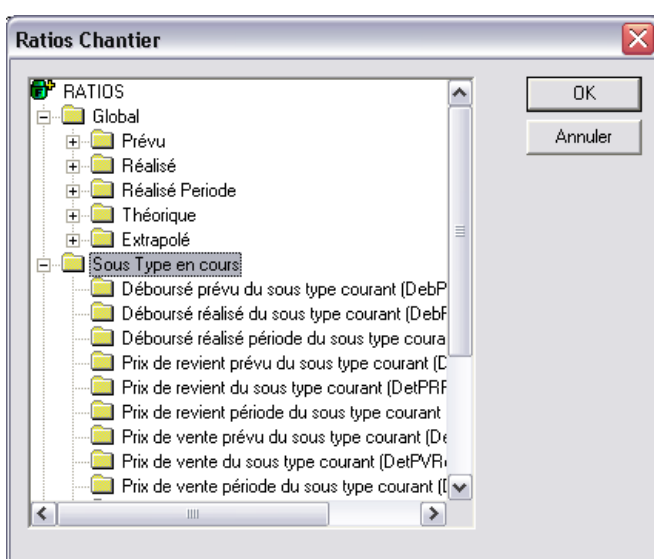 Ratios Chantier
RATIOS
Global
Prévu
Réalisé
Réalisé Periode
Théorique
Extrapolé
Sous Type en cours
Déboursé prévu du sous type courant (DebP
Déboursé réalisé du sous type courant (Deb
Déboursé réalisé période du sous type coura
Prix de revient prévu du sous type courant (D
Prix de revient du sous type courant (DetPRF
Prix de revient période du sous type courant
Prix de vente prévu du sous type courant (De
Prix de vente du sous type courant (DetPVR
Prix de vente période du sous type courant (
OK
Annuler